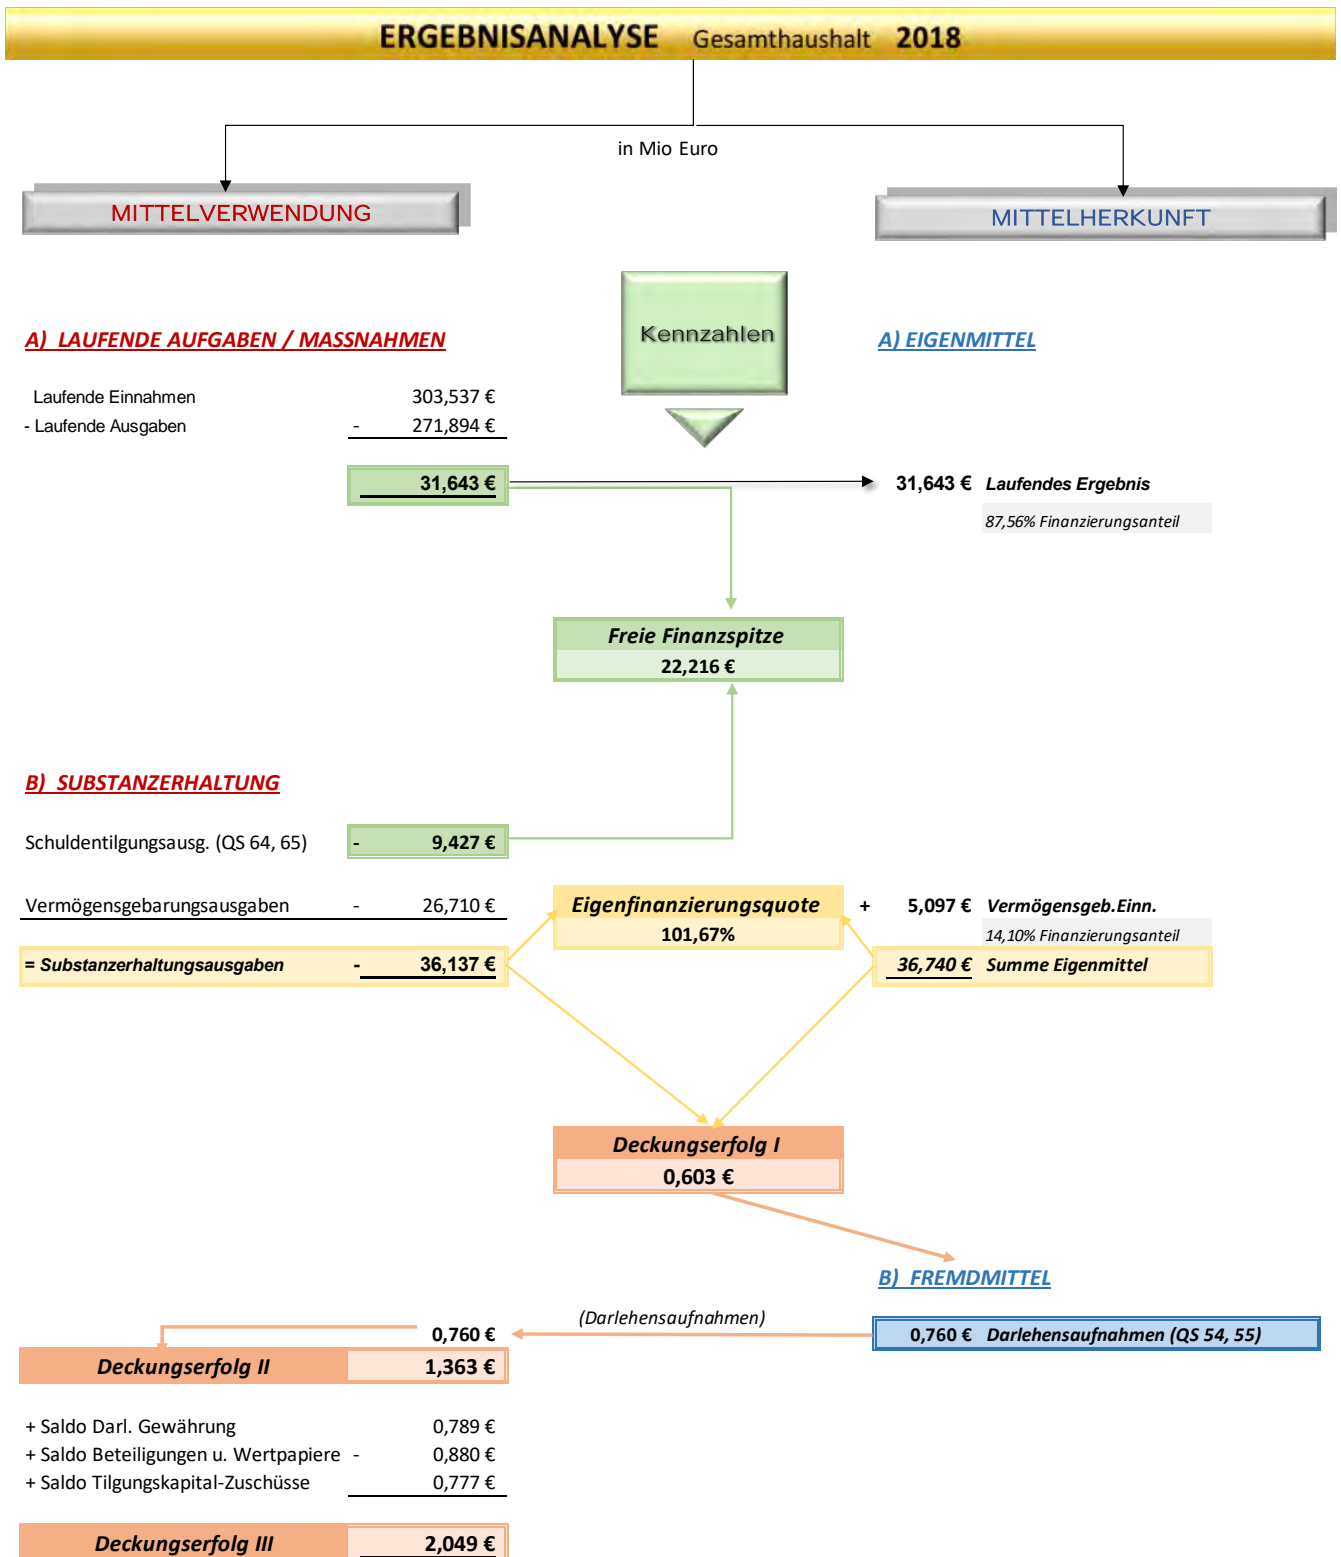 ERGEBNISANALYSE Gesamthaushalt 2018
in Mio Euro
MITTELVERWENDUNG
MITTELHERKUNFT
Kennzahlen
A) LAUFENDE AUFGABEN / MASSNAHMEN
A) EIGENMITTEL
Laufende Einnahmen 303,537 €
- Laufende Ausgaben - 271,894 €
31,643 €
31,643 € Laufendes Ergebnis
87,56% Finanzierungsanteil
Freie Finanzspitze
22,216 €
B) SUBSTANZERHALTUNG
Schuldentilgungsausg. (QS 64, 65) - 9,427 €
Vermögensgebarungsausgaben - 26,710 €
Eigenfinanzierungsquote
101,67%
+ 5,097 € Vermögensgeb.Einn.
14,10% Finanzierungsanteil
= Substanzerhaltungsausgaben - 36,137 €
36,740 € Summe Eigenmittel
Deckungserfolg I
0,603 €
B) FREMDMITTEL
(Darlehensaufnahmen)
0,760 €
0,760 € Darlehensaufnahmen (QS 54, 55)
Deckungserfolg II 1,363 €
+ Saldo Darl. Gewährung 0,789 €
+ Saldo Beteiligungen u. Wertpapiere - 0,880 €
+ Saldo Tilgungskapital-Zuschüsse 0,777 €
Deckungserfolg III 2,049 €